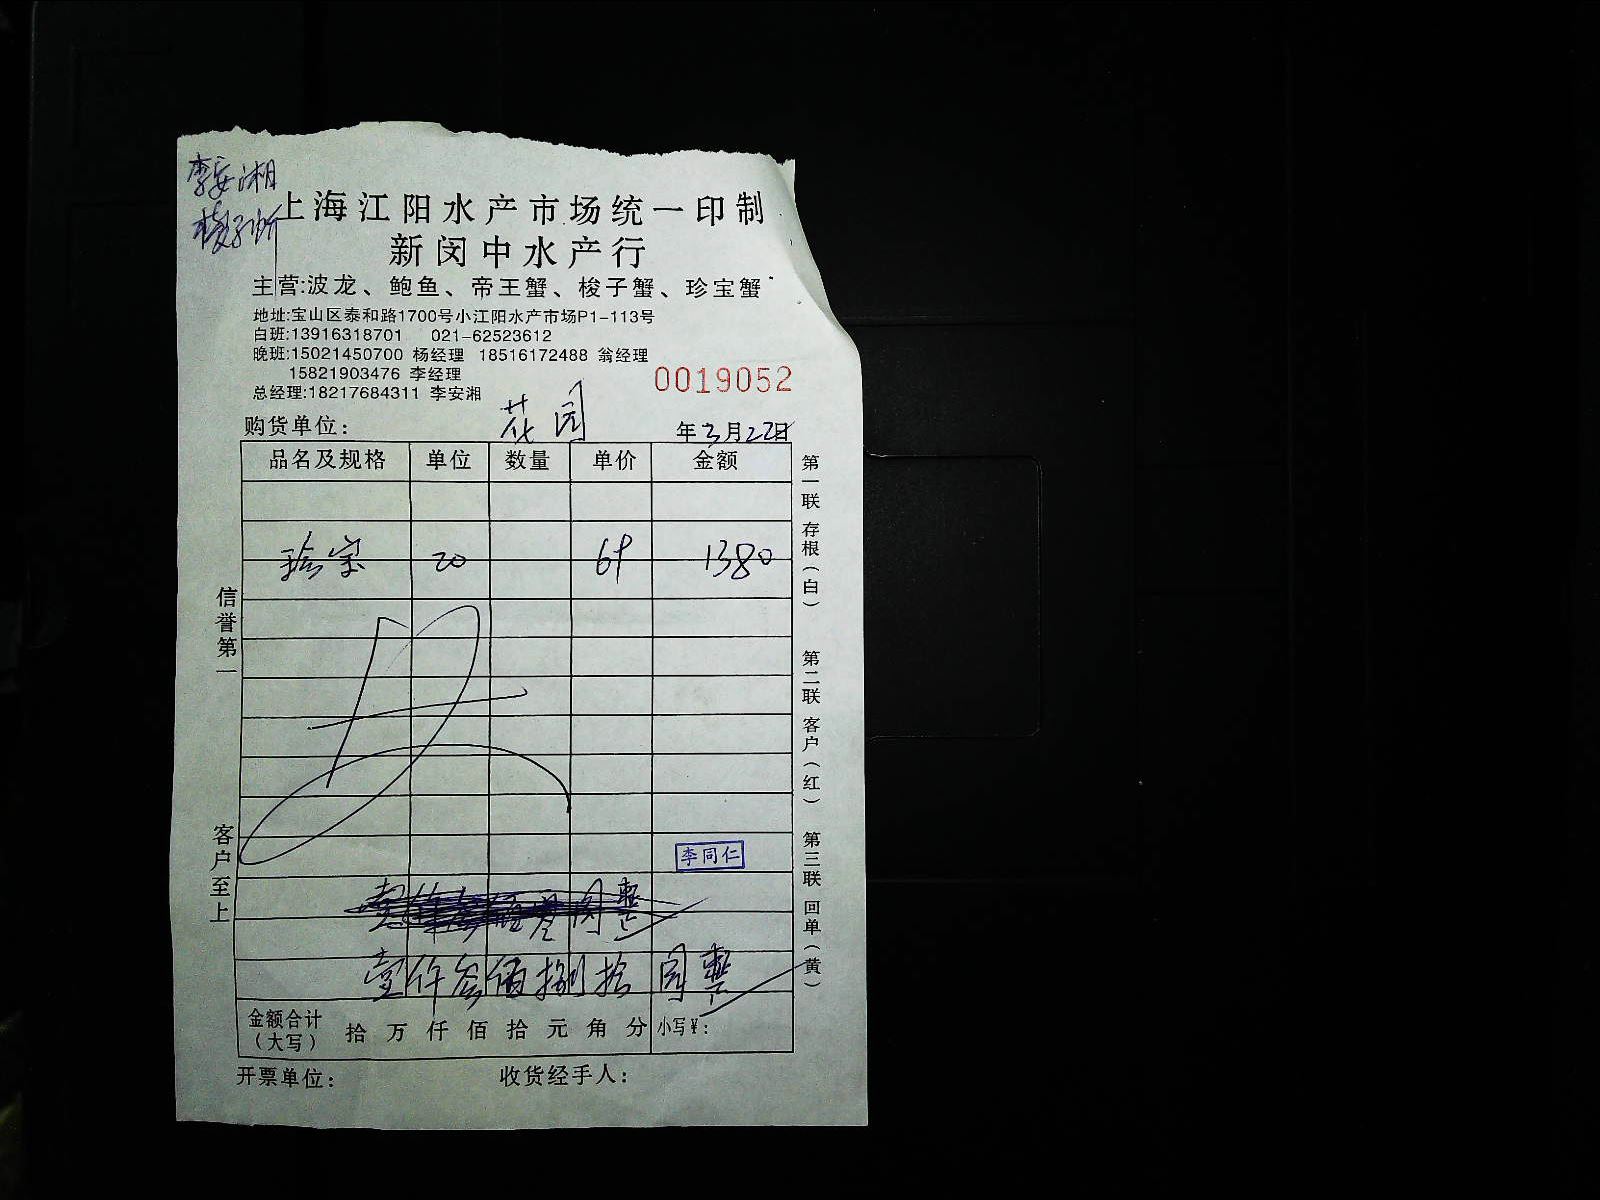 李安湘
梭子蟹
上海江阳水产市场统一印制
新闵中水产行
主营:波龙、鲍鱼、帝王蟹、梭子蟹、珍宝蟹
地址:宝山区泰和路1700号小江阳水产市场P1-113号
白班:13916318701 021-62523612
晚班:15021450700 杨经理 18516172488 翁经理
15821903476 李经理
总经理:18217684311 李安湘
0019052
购货单位: 花园
年3月22日
品名及规格 单位 数量 单价 金额
珍宝 20 69 1380
李同仁
壹仟叁佰捌拾园整
金额合计(大写) 拾 万 仟 佰 拾 元 角 分 小写¥:
开票单位: 收货经手人:
信誉第一
客户至上
第一联 存根(白) 第二联 客户(红) 第三联 回单(黄)